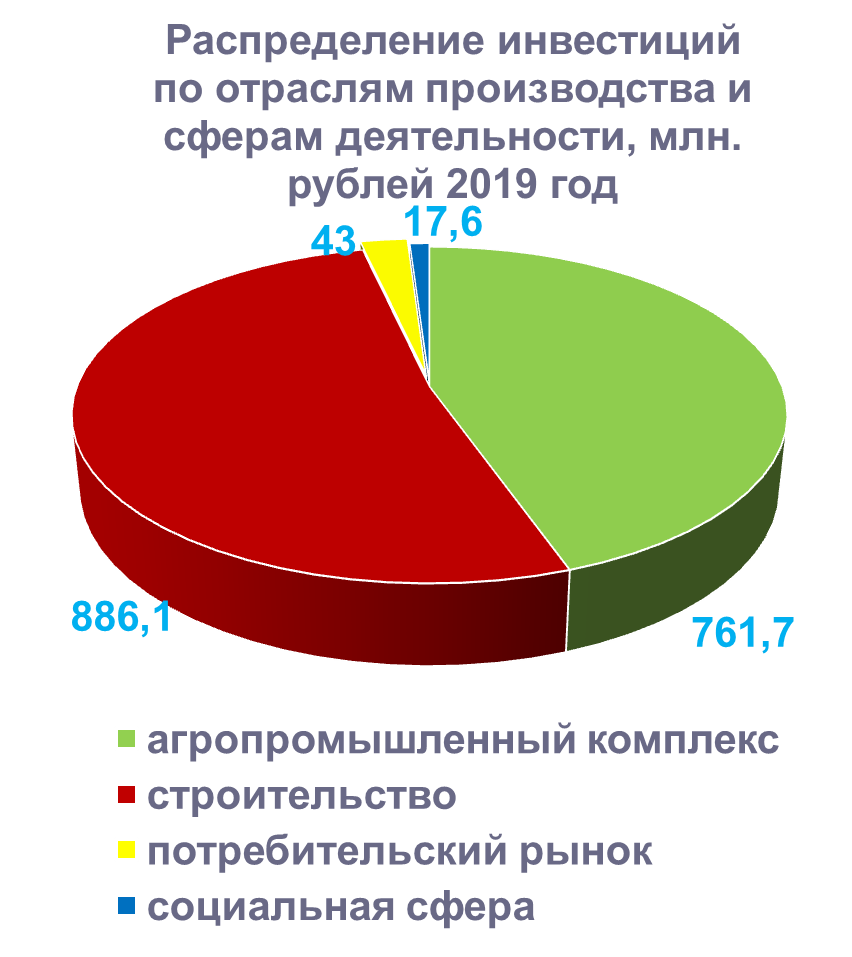 Распределение инвестиций
по отраслям производства и
сферам деятельности, млн.
рублей 2019 год
17,6
43
886,1
761,7
агропромышленный комплекс
строительство
потребительский рынок
социальная сфера